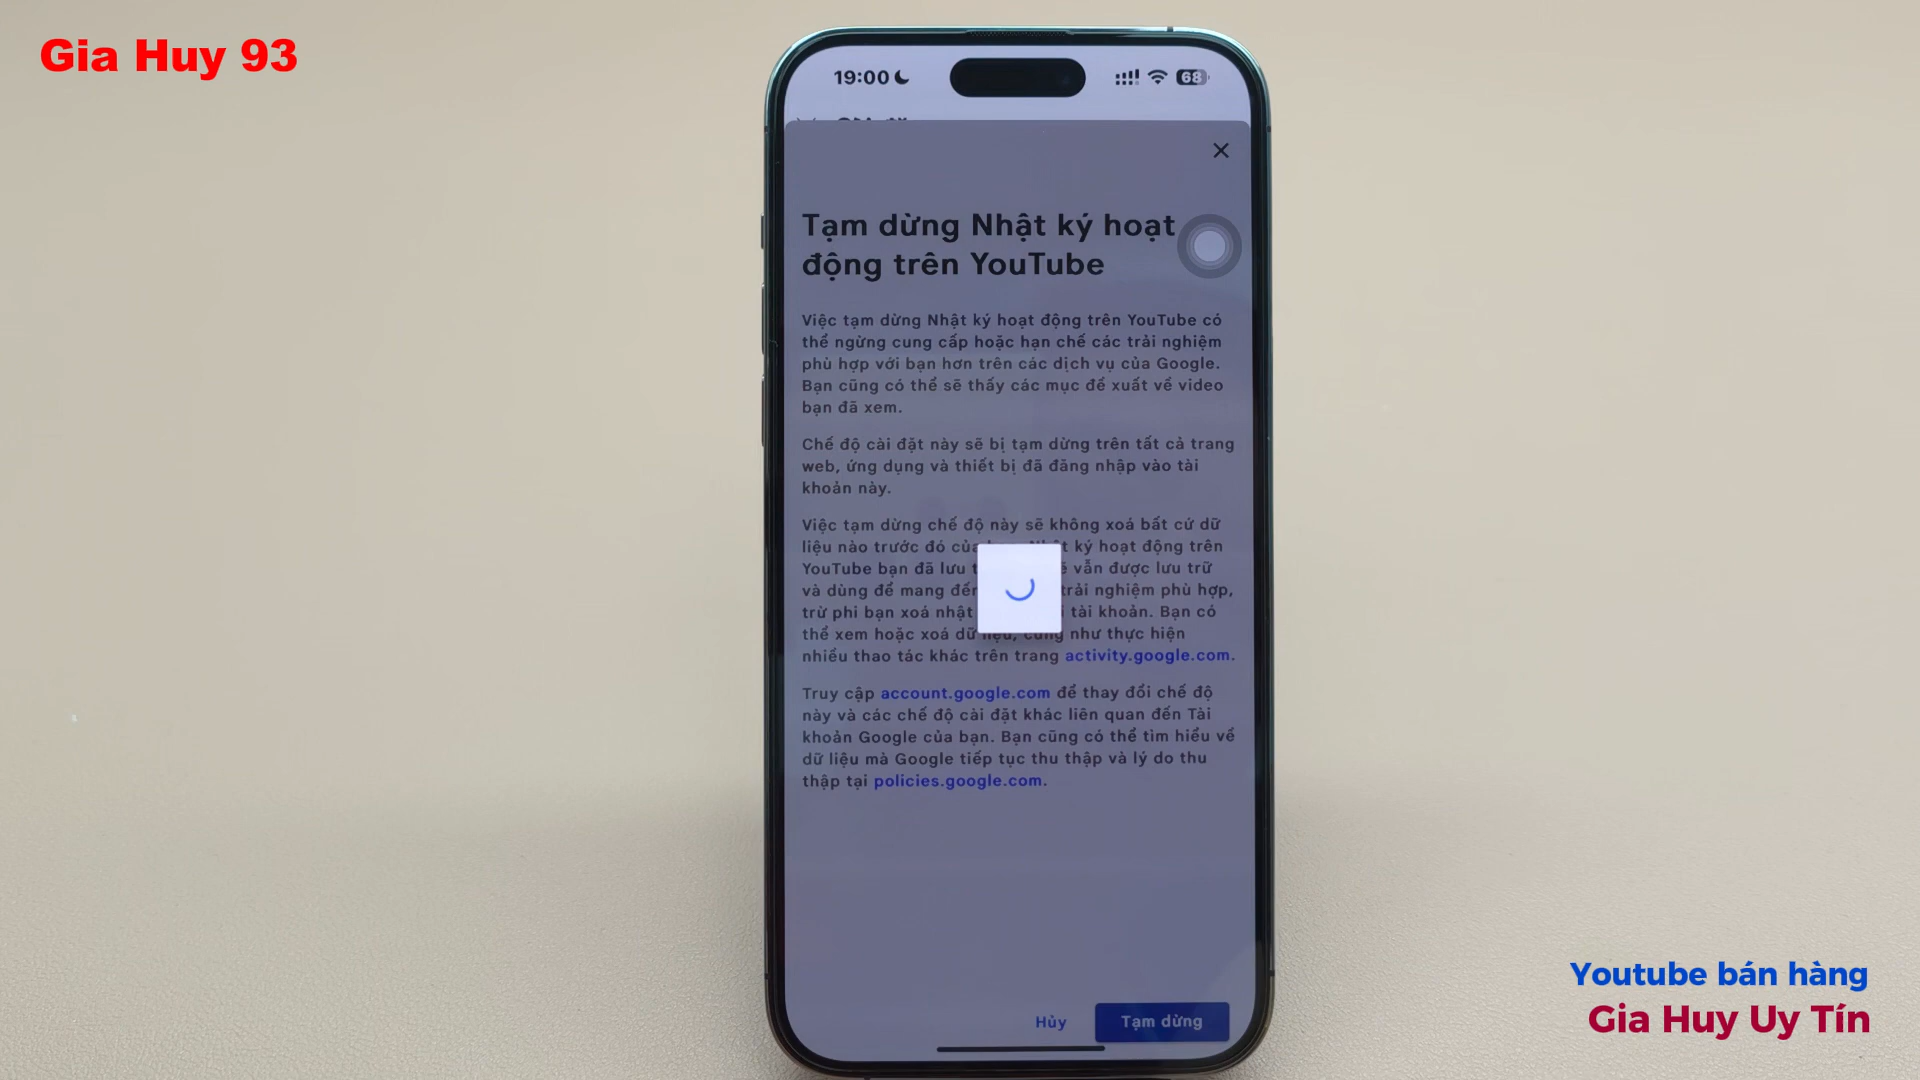 Gia Huy 93
19:00
68
Tạm dừng Nhật ký hoạt
động trên YouTube
Việc tạm dừng Nhật ký hoạt động trên YouTube có
thể ngừng cung cấp hoặc hạn chế các trải nghiệm
phù hợp với bạn hơn trên các dịch vụ của Google.
Bạn cũng có thể sẽ thấy các mục đề xuất về video
bạn đã xem.
Chế độ cài đặt này sẽ bị tạm dừng trên tất cả trang
web, ứng dụng và thiết bị đã đăng nhập vào tài
khoản này.
Việc tạm dừng chế độ này sẽ không xoá bất cứ dữ
liệu nào trước đó ký hoạt động trên
YouTube bạn đã lưu vẫn được lưu trữ
và dùng để mang trải nghiệm phù hợp,
trừ phi bạn xoá nhật tài khoản. Bạn có
thể xem hoặc xoá như thực hiện
nhiều thao tác khác trên trang activity.google.com.
Truy cập account.google.com để thay đổi chế độ
này và các chế độ cài đặt khác liên quan đến Tài
khoản Google của bạn. Bạn cũng có thể tìm hiểu về
dữ liệu mà Google tiếp tục thu thập và lý do thu
thập tại policies.google.com.
Hủy Tạm dừng
Youtube bán hàng
Gia Huy Uy Tín